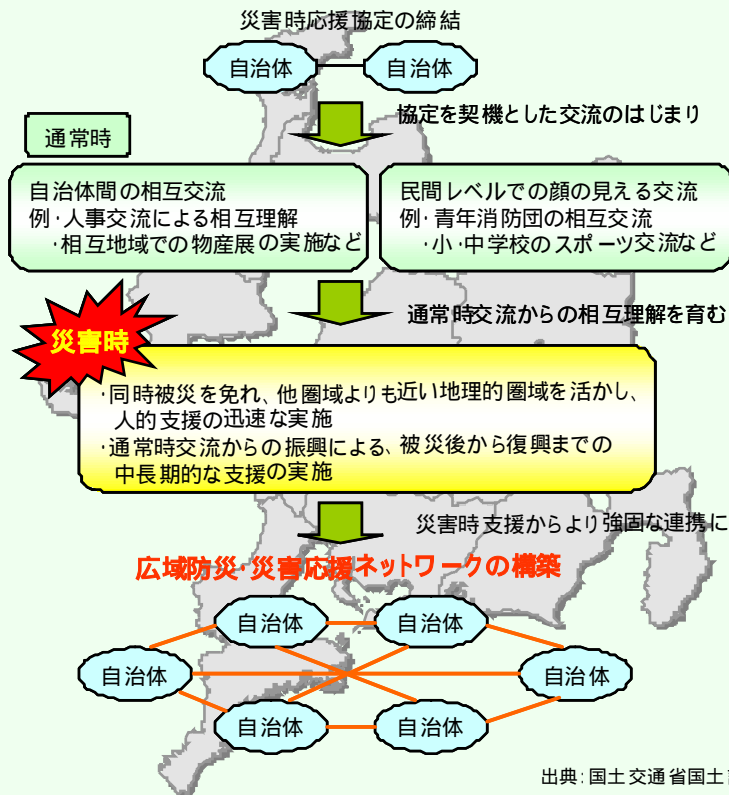 災害時応援協定の締結
自治体
自治体
協定を契機とした交流のはじまり
通常時
自治体間の相互交流
例・人事交流による相互理解
・相互地域での物産展の実施など
民間レベルでの顔の見える交流
例・青年消防団の相互交流
・小・中学校のスポーツ交流など
通常時交流からの相互理解を育む
災害時
・同時被災を免れ、他圏域よりも近い地理的圏域を活かし、
人的支援の迅速な実施
・通常時交流からの振興による、被災後から復興までの
中長期的な支援の実施
災害時支援からより強固な連携に
広域防災・災害応援ネットワークの構築
自治体
自治体
自治体
自治体
自治体
自治体
出典：国土交通省国土